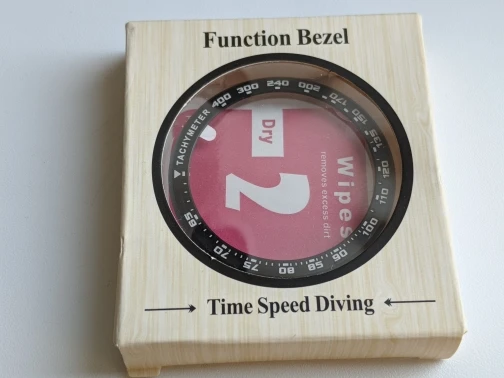 Function Bezel
TACHYMETER 400 300 240 200 170 150 135 120 110 100 90 85 80 75 70 65
Dry
2
Wipes
removes excess dirt
Time Speed Diving